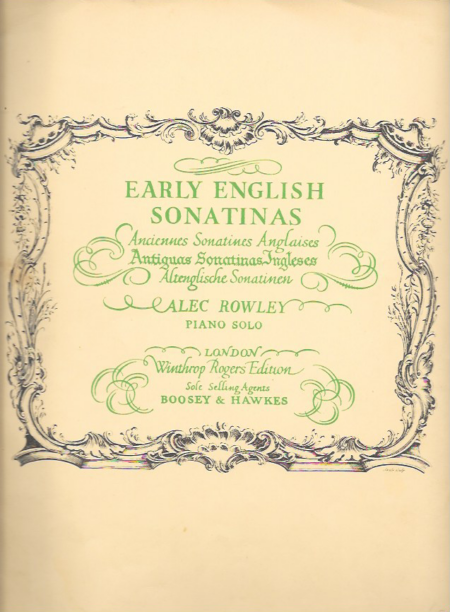 EARLY ENGLISH
SONATINAS
Anciennes Sonatines Anglaises
Antiguas Sonatinas Ingleses
Altenglische Sonatinen
ALEC ROWLEY
PIANO SOLO
LONDON
Winthrop Rogers Edition
Sole Selling Agents
BOOSEY & HAWKES